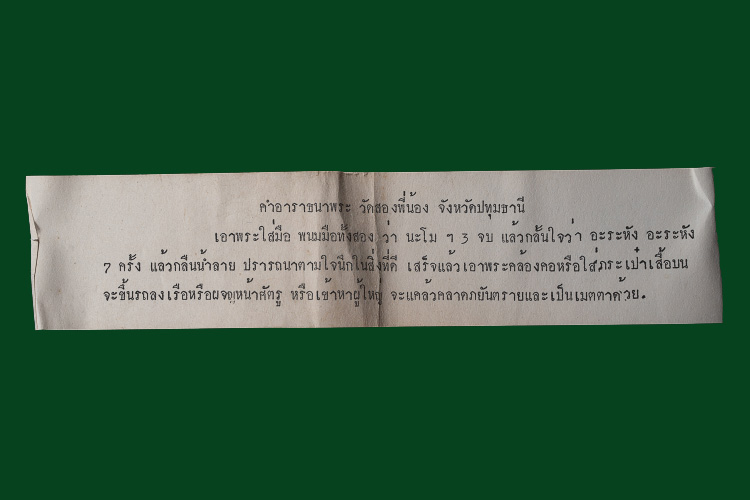 คำอาราธนาพระ วัดสองพี่น้อง จังหวัดปทุมธานี
เอาพระใส่มือ พนมมือทั้งสอง ว่า นะโม ฯ 3 จบ แล้วกลั้นใจว่า อะระหัง อะระหัง
7 ครั้ง แล้วกลืนน้ำลาย ปรารถนาตามใจนึกในสิ่งที่ดี เสร็จแล้วเอาพระคล้องคอหรือใส่กระเป๋าเสื้อบน
จะขึ้นรถลงเรือหรือผจญหน้าศัตรู หรือเข้าหาผู้ใหญ่ จะแคล้วคลาดภยันตรายและเป็นเมตตาด้วย.